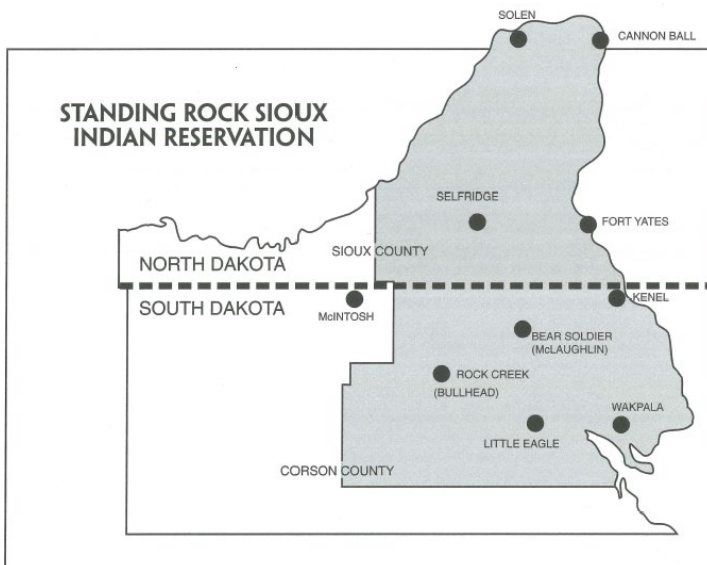 SOLEN
CANNON BALL
STANDING ROCK SIOUX
INDIAN RESERVATION
SELFRIDGE
FORT YATES
SIOUX COUNTY
NORTH DAKOTA
SOUTH DAKOTA
KENEL
McINTOSH
BEAR SOLDIER
(McLAUGHLIN)
ROCK CREEK
(BULLHEAD)
WAKPALA
LITTLE EAGLE
CORSON COUNTY